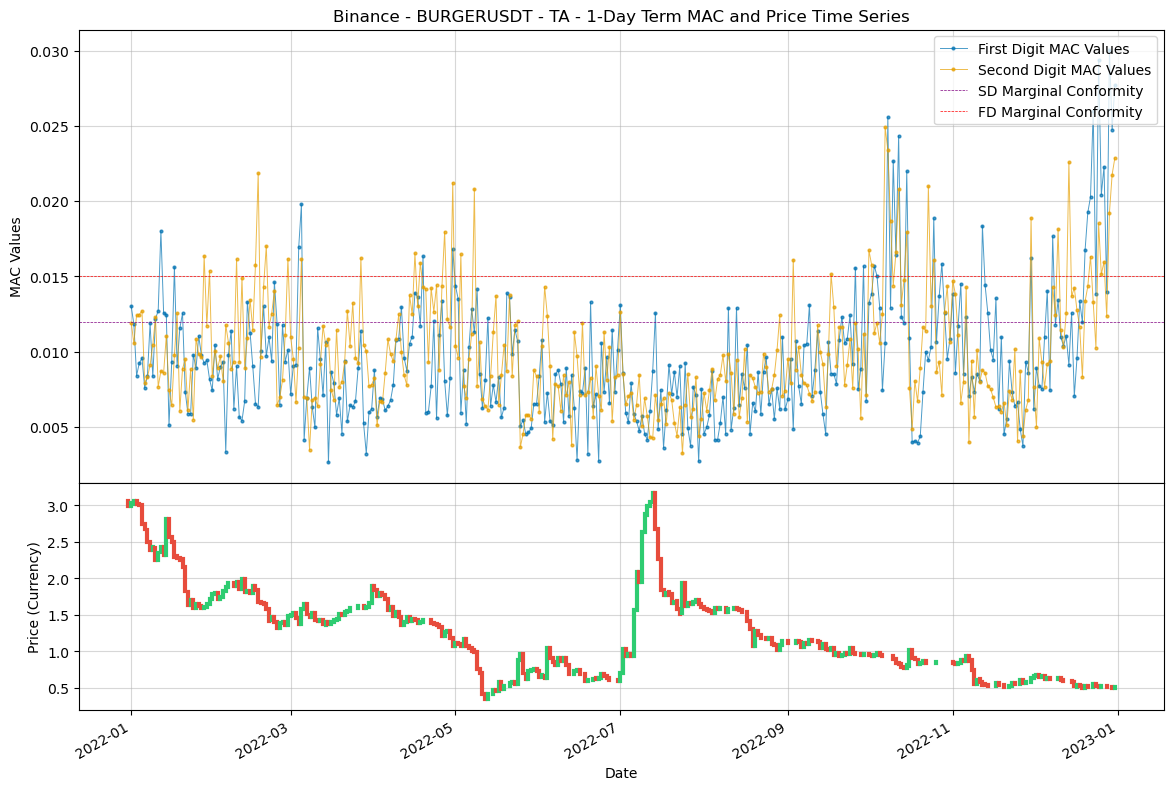 Binance - BURGERUSDT - TA - 1-Day Term MAC and Price Time Series
MAC Values
0.030
0.025
0.020
0.015
0.010
0.005
First Digit MAC Values
Second Digit MAC Values
SD Marginal Conformity
FD Marginal Conformity
Price (Currency)
3.0
2.5
2.0
1.5
1.0
0.5
2022-01
2022-03
2022-05
2022-07
2022-09
2022-11
2023-01
Date